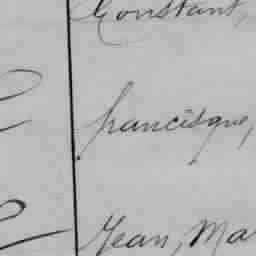 Constant,
francisque,
Jean, Ma